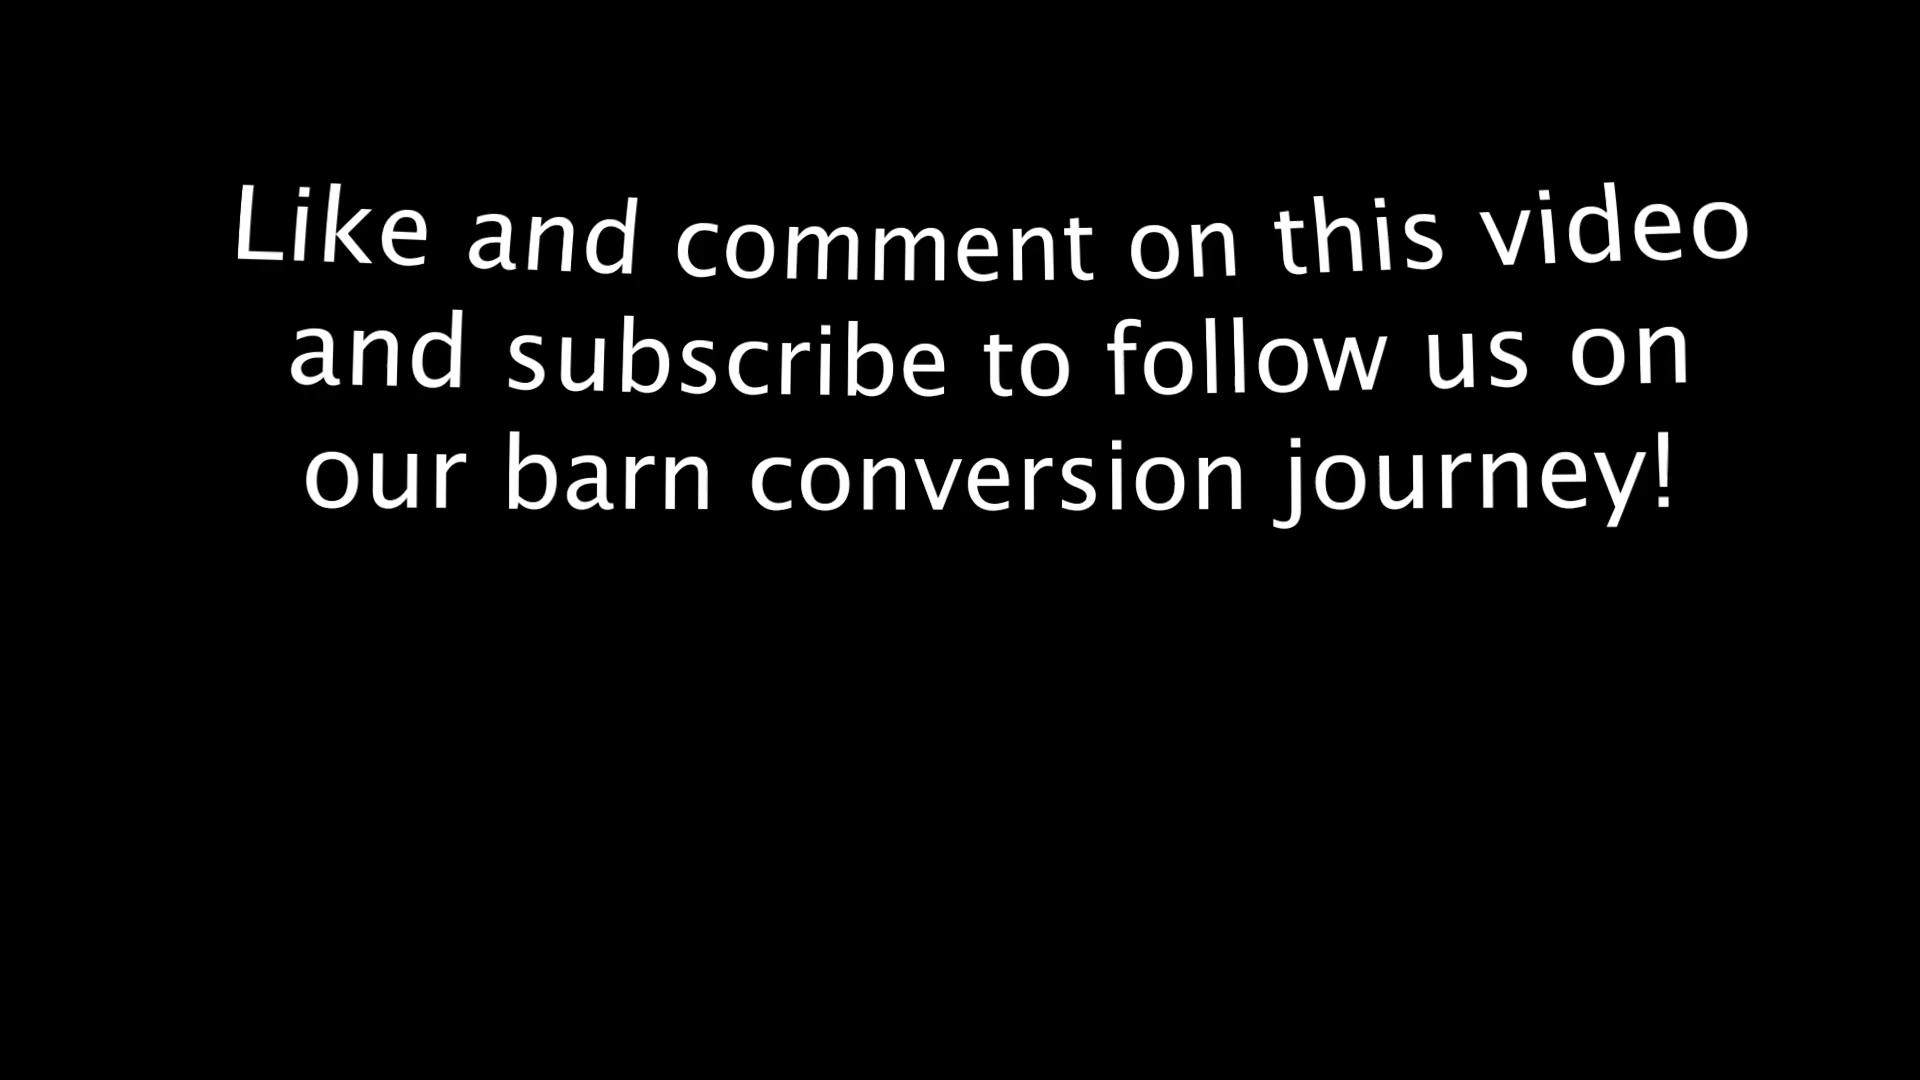 Like and comment on this video
and subscribe to follow us on
our barn conversion journey!